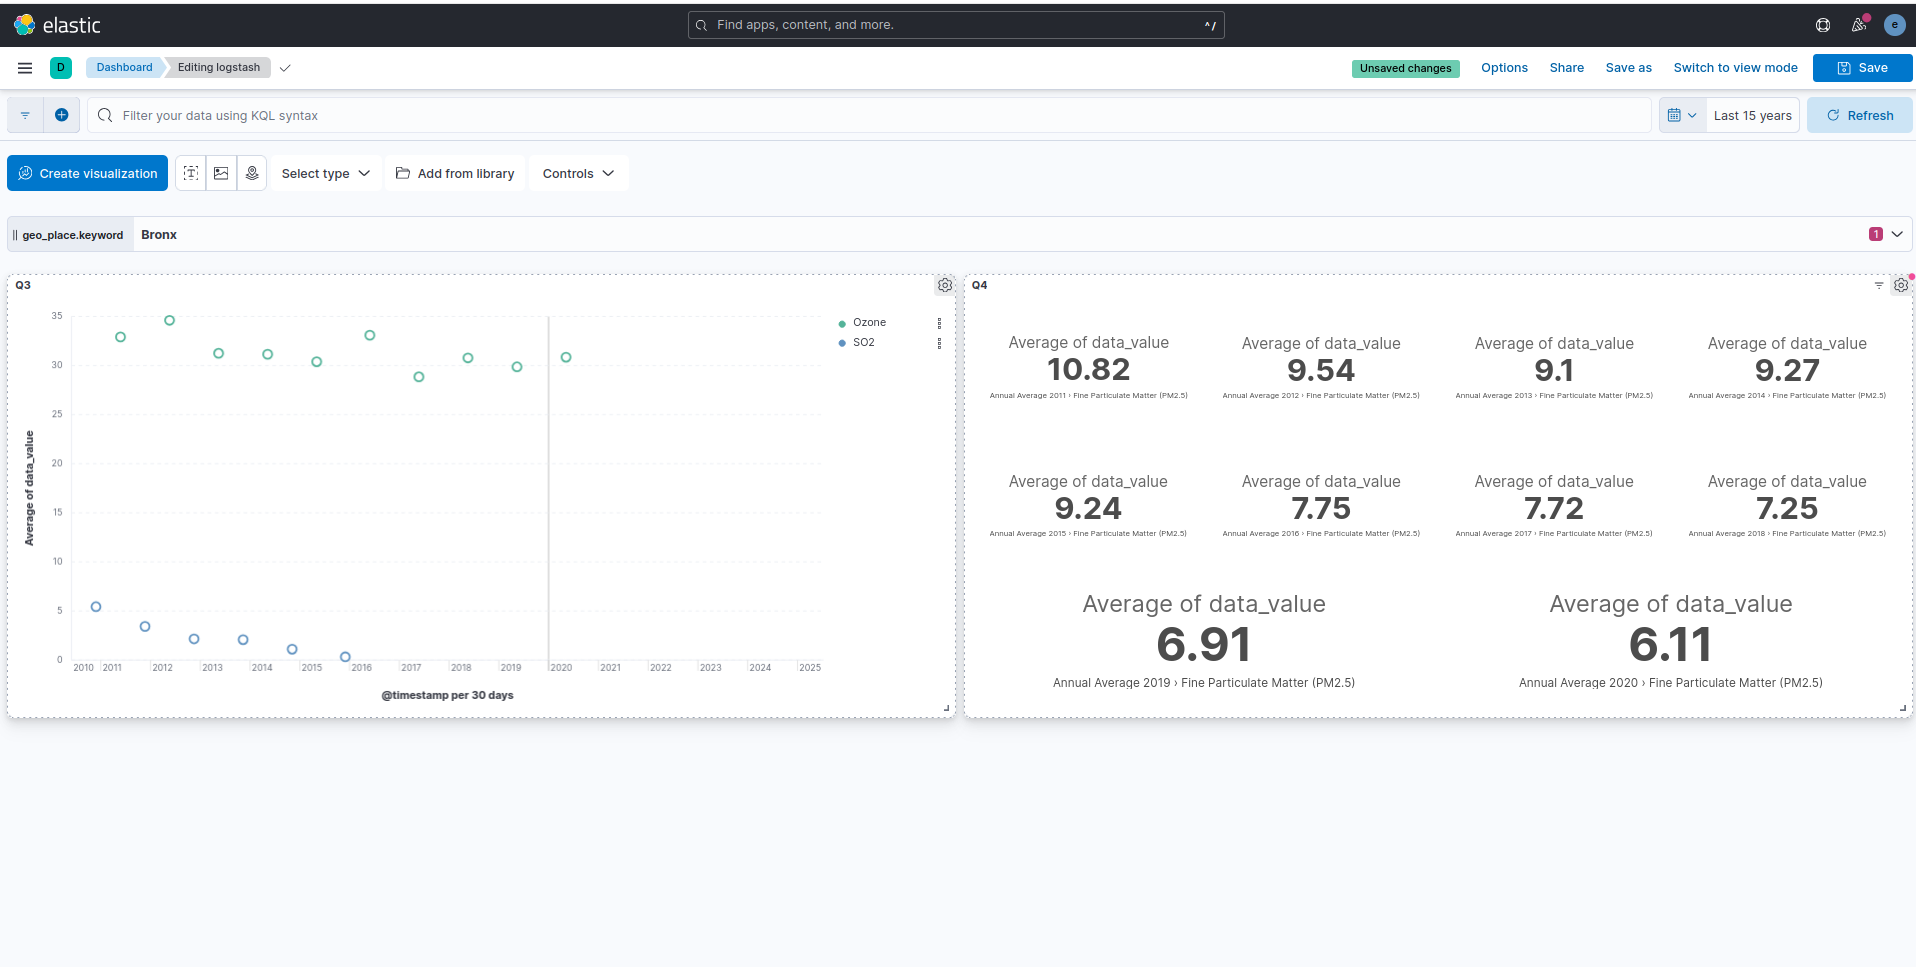 elastic
Find apps, content, and more.
^/
e
D
Dashboard
Editing logstash
Unsaved changes
Options
Share
Save as
Switch to view mode
Save
Filter your data using KQL syntax
Last 15 years
Refresh
Create visualization
T
Select type
Add from library
Controls
geo_place.keyword
Bronx
1
Q3
35
30
25
20
15
10
5
0
Average of data_value
2010 2011 2012 2013 2014 2015 2016 2017 2018 2019 2020 2021 2022 2023 2024 2025
@timestamp per 30 days
Ozone
SO2
Q4
Average of data_value
10.82
Annual Average 2011 › Fine Particulate Matter (PM2.5)
Average of data_value
9.54
Annual Average 2012 › Fine Particulate Matter (PM2.5)
Average of data_value
9.1
Annual Average 2013 › Fine Particulate Matter (PM2.5)
Average of data_value
9.27
Annual Average 2014 › Fine Particulate Matter (PM2.5)
Average of data_value
9.24
Annual Average 2015 › Fine Particulate Matter (PM2.5)
Average of data_value
7.75
Annual Average 2016 › Fine Particulate Matter (PM2.5)
Average of data_value
7.72
Annual Average 2017 › Fine Particulate Matter (PM2.5)
Average of data_value
7.25
Annual Average 2018 › Fine Particulate Matter (PM2.5)
Average of data_value
6.91
Annual Average 2019 › Fine Particulate Matter (PM2.5)
Average of data_value
6.11
Annual Average 2020 › Fine Particulate Matter (PM2.5)